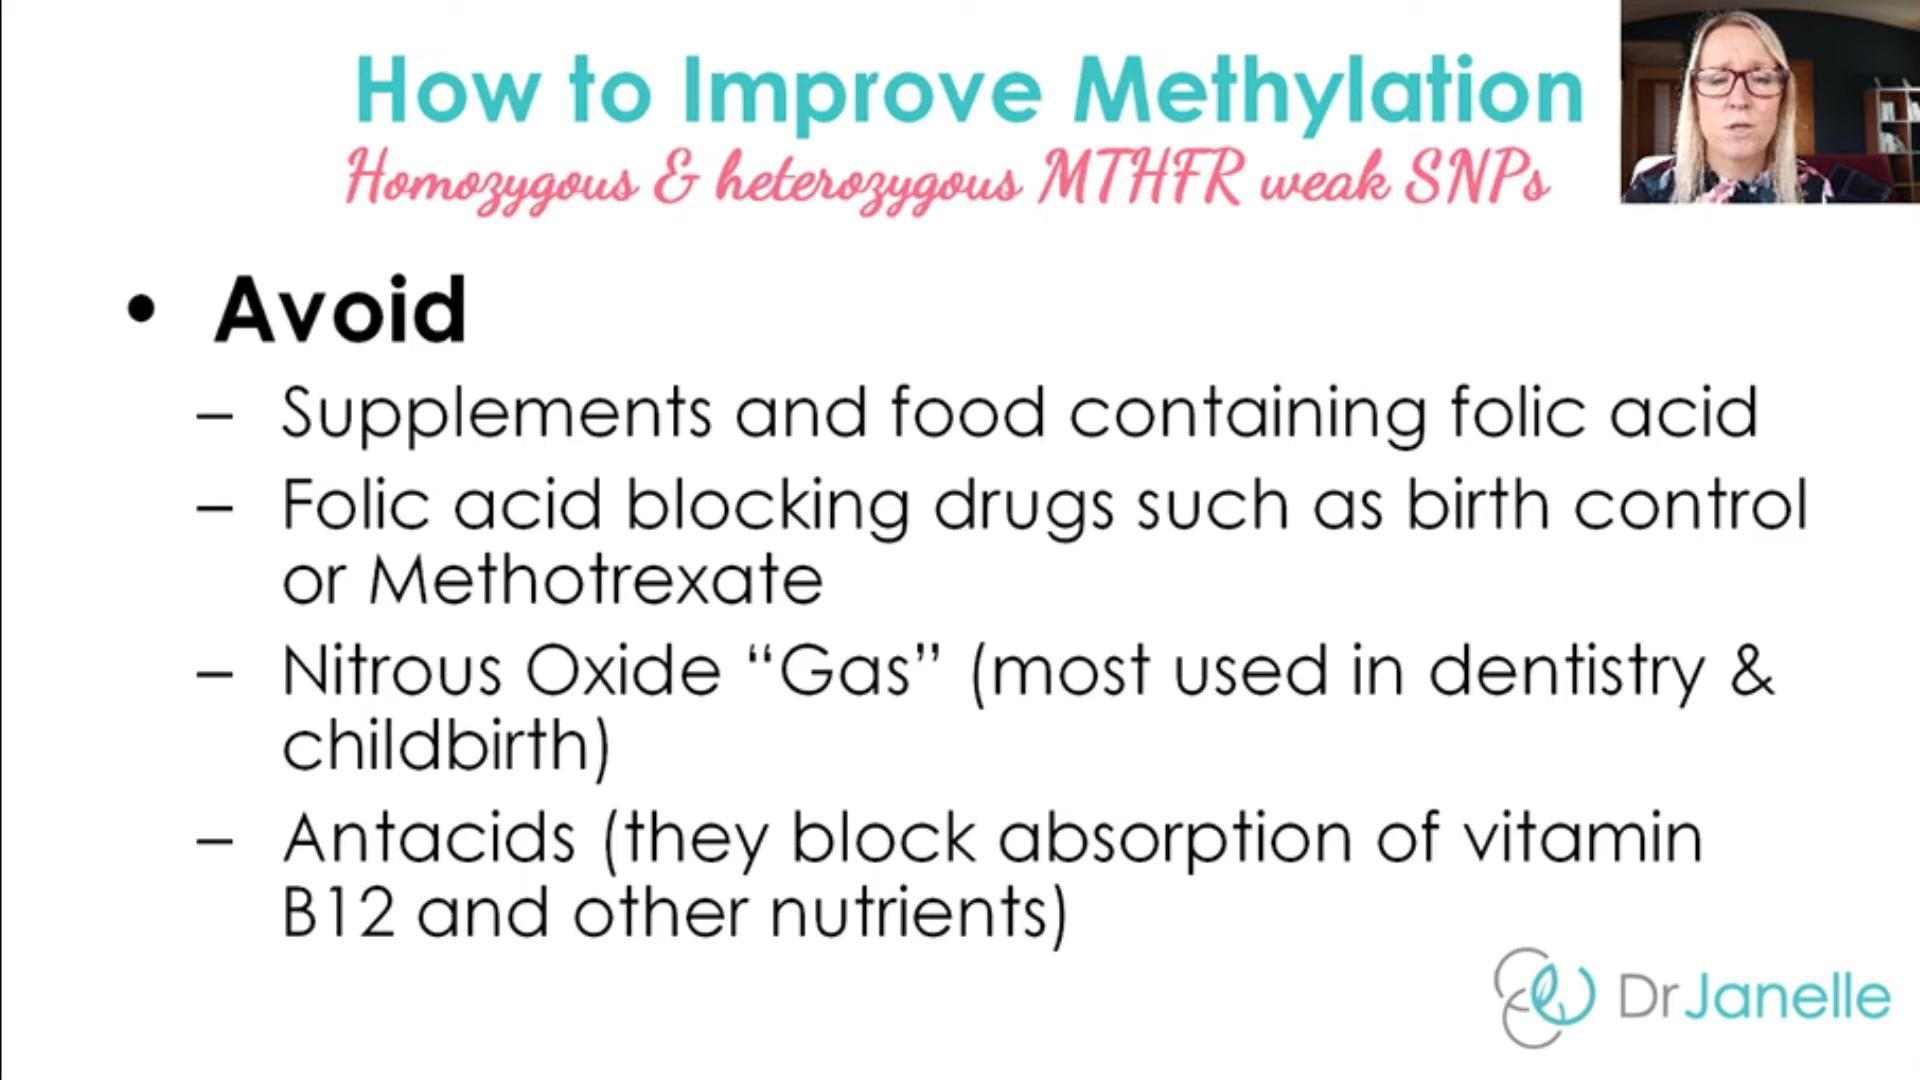 How to Improve Methylation
Homozygous & heterozygous MTHFR weak SNPs
• Avoid
– Supplements and food containing folic acid
– Folic acid blocking drugs such as birth control
or Methotrexate
– Nitrous Oxide “Gas” (most used in dentistry &
childbirth)
– Antacids (they block absorption of vitamin
B12 and other nutrients)
DrJanelle